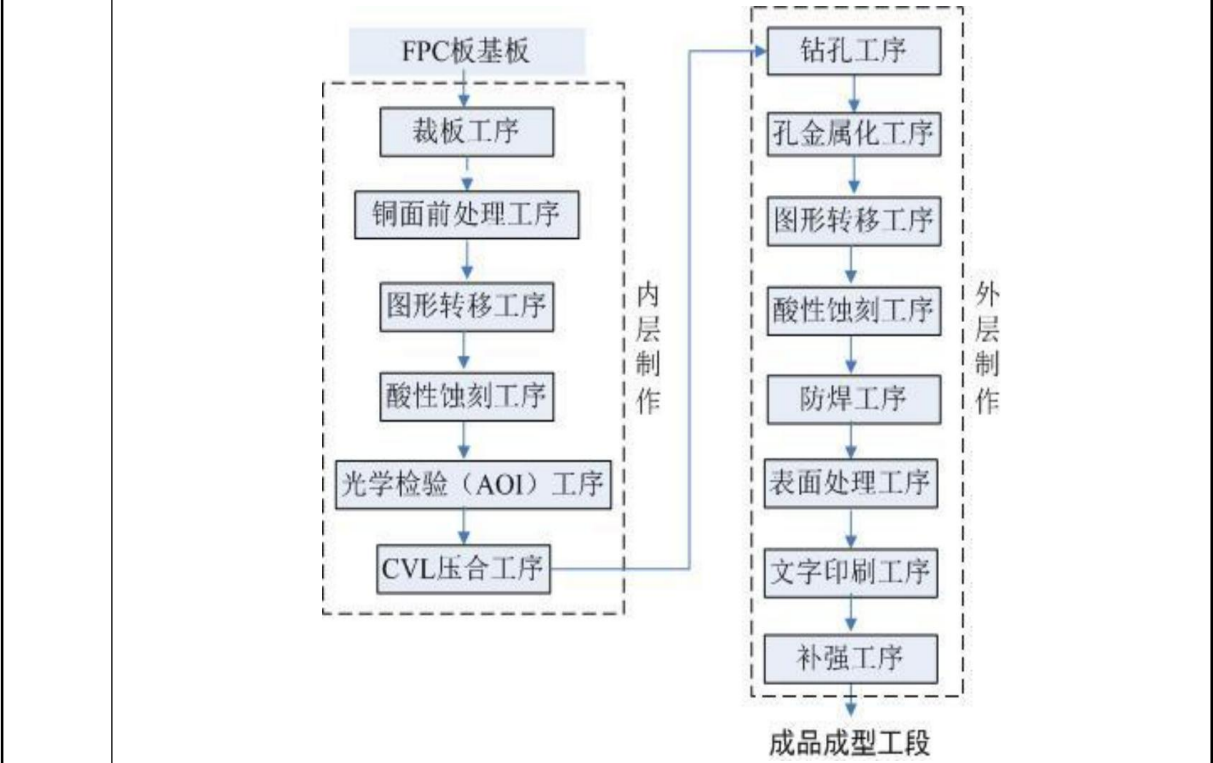 FPC板基板
裁板工序
铜面前处理工序
图形转移工序
酸性蚀刻工序
光学检验（AOI）工序
CVL压合工序
内层制作
钻孔工序
孔金属化工序
图形转移工序
酸性蚀刻工序
防焊工序
表面处理工序
文字印刷工序
补强工序
外层制作
成品成型工段